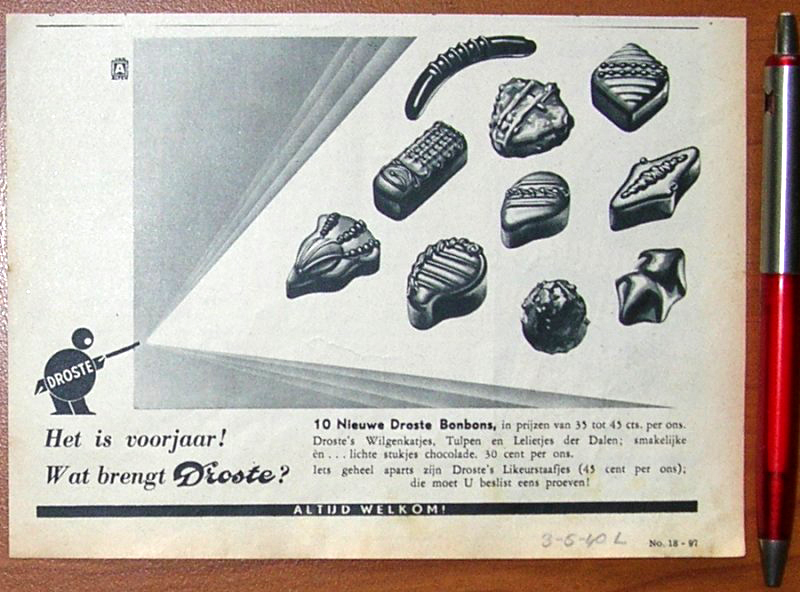 A
ALTEV
DROSTE
Het is voorjaar!
Wat brengt Droste?
10 Nieuwe Droste Bonbons, in prijzen van 35 tot 45 cts. per ons.
Droste's Wilgenkatjes, Tulpen en Lelietjes der Dalen; smakelijke
èn... lichte stukjes chocolade. 30 cent per ons.
Iets geheel aparts zijn Droste's Likeurstaafjes (45 cent per ons);
die moet U beslist eens proeven!
ALTIJD WELKOM!
3-5-40 L
No. 18 - 97